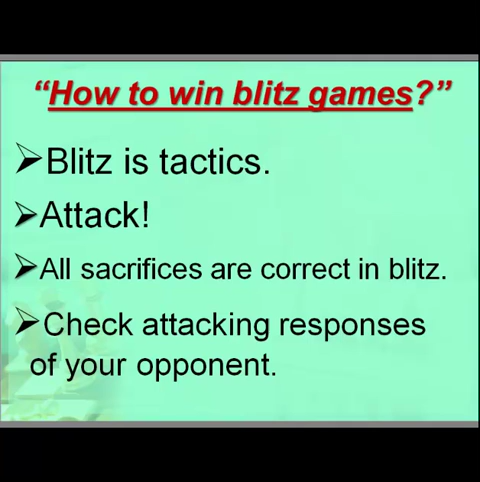 “How to win blitz games?”
➢Blitz is tactics.
➢Attack!
➢All sacrifices are correct in blitz.
➢Check attacking responses
of your opponent.